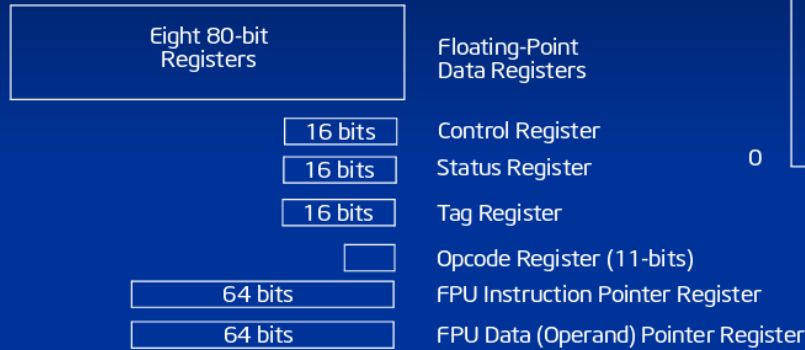 Eight 80-bit
Registers
Floating-Point
Data Registers
16 bits
Control Register
16 bits
Status Register
0
16 bits
Tag Register
Opcode Register (11-bits)
64 bits
FPU Instruction Pointer Register
64 bits
FPU Data (Operand) Pointer Register